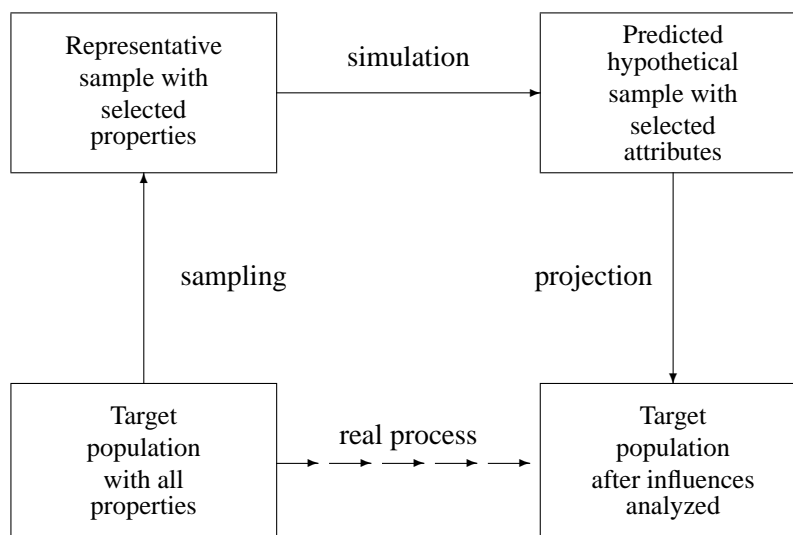 Representative
sample with
selected
properties
simulation
Predicted
hypothetical
sample with
selected
attributes
sampling
projection
Target
population
with all
properties
real process
Target
population
after influences
analyzed